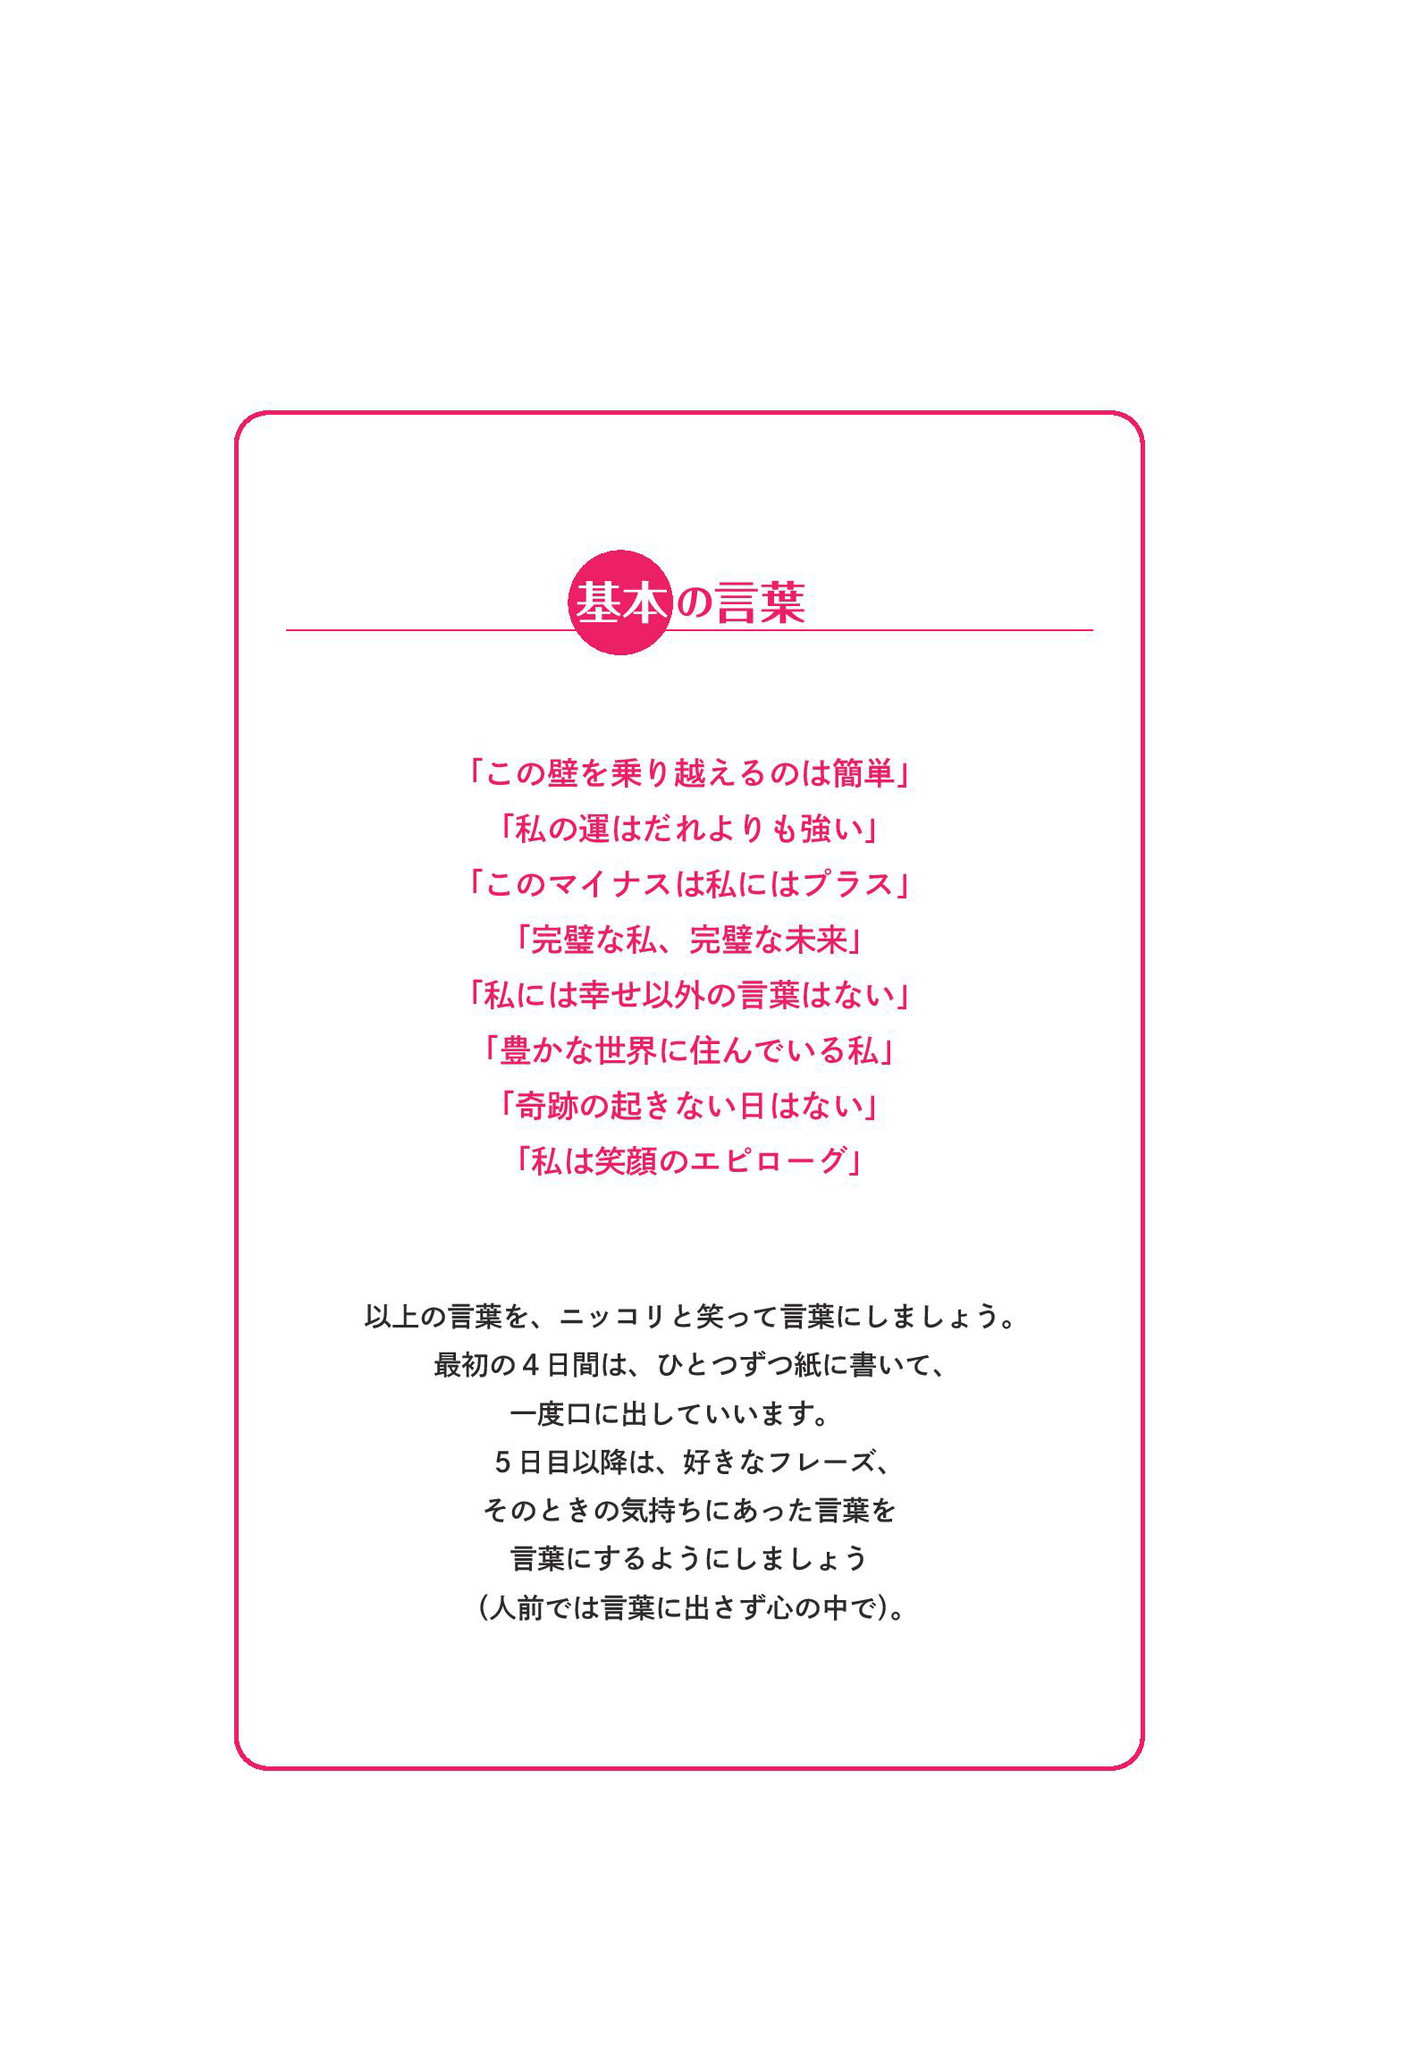 基本の言葉
「この壁を乗り越えるのは簡単」
「私の運はだれよりも強い」
「このマイナスは私にはプラス」
「完璧な私、完璧な未来」
「私には幸せ以外の言葉はない」
「豊かな世界に住んでいる私」
「奇跡の起きない日はない」
「私は笑顔のエピローグ」
以上の言葉を、ニッコリと笑って言葉にしましょう。
最初の４日間は、ひとつずつ紙に書いて、
一度口に出していいます。
５日目以降は、好きなフレーズ、
そのときの気持ちにあった言葉を
言葉にするようにしましょう
（人前では言葉に出さず心の中で）。